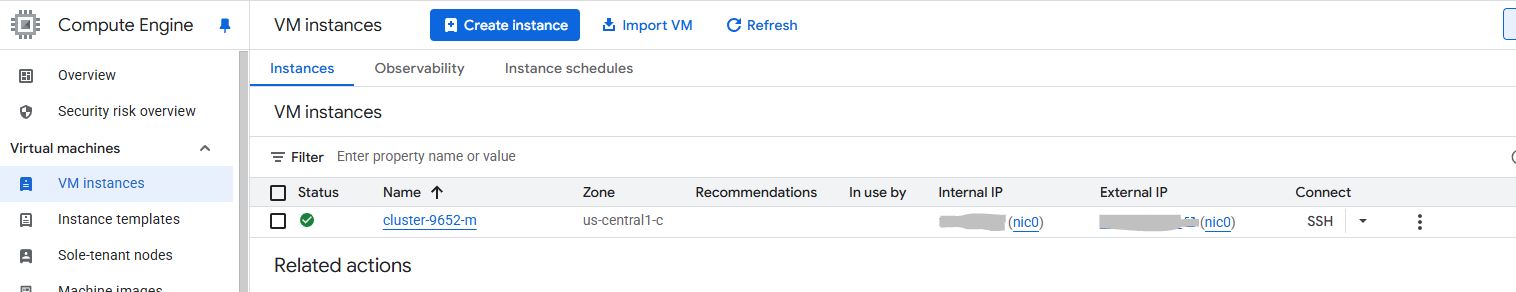 Compute Engine
VM instances
Create instance
Import VM
Refresh
Overview
Security risk overview
Virtual machines
VM instances
Instance templates
Sole-tenant nodes
Machine images
Instances Observability Instance schedules
VM instances
Filter Enter property name or value
Status Name Zone Recommendations In use by Internal IP External IP Connect
cluster-9652-m us-central1-c (nic0) (nic0) SSH
Related actions